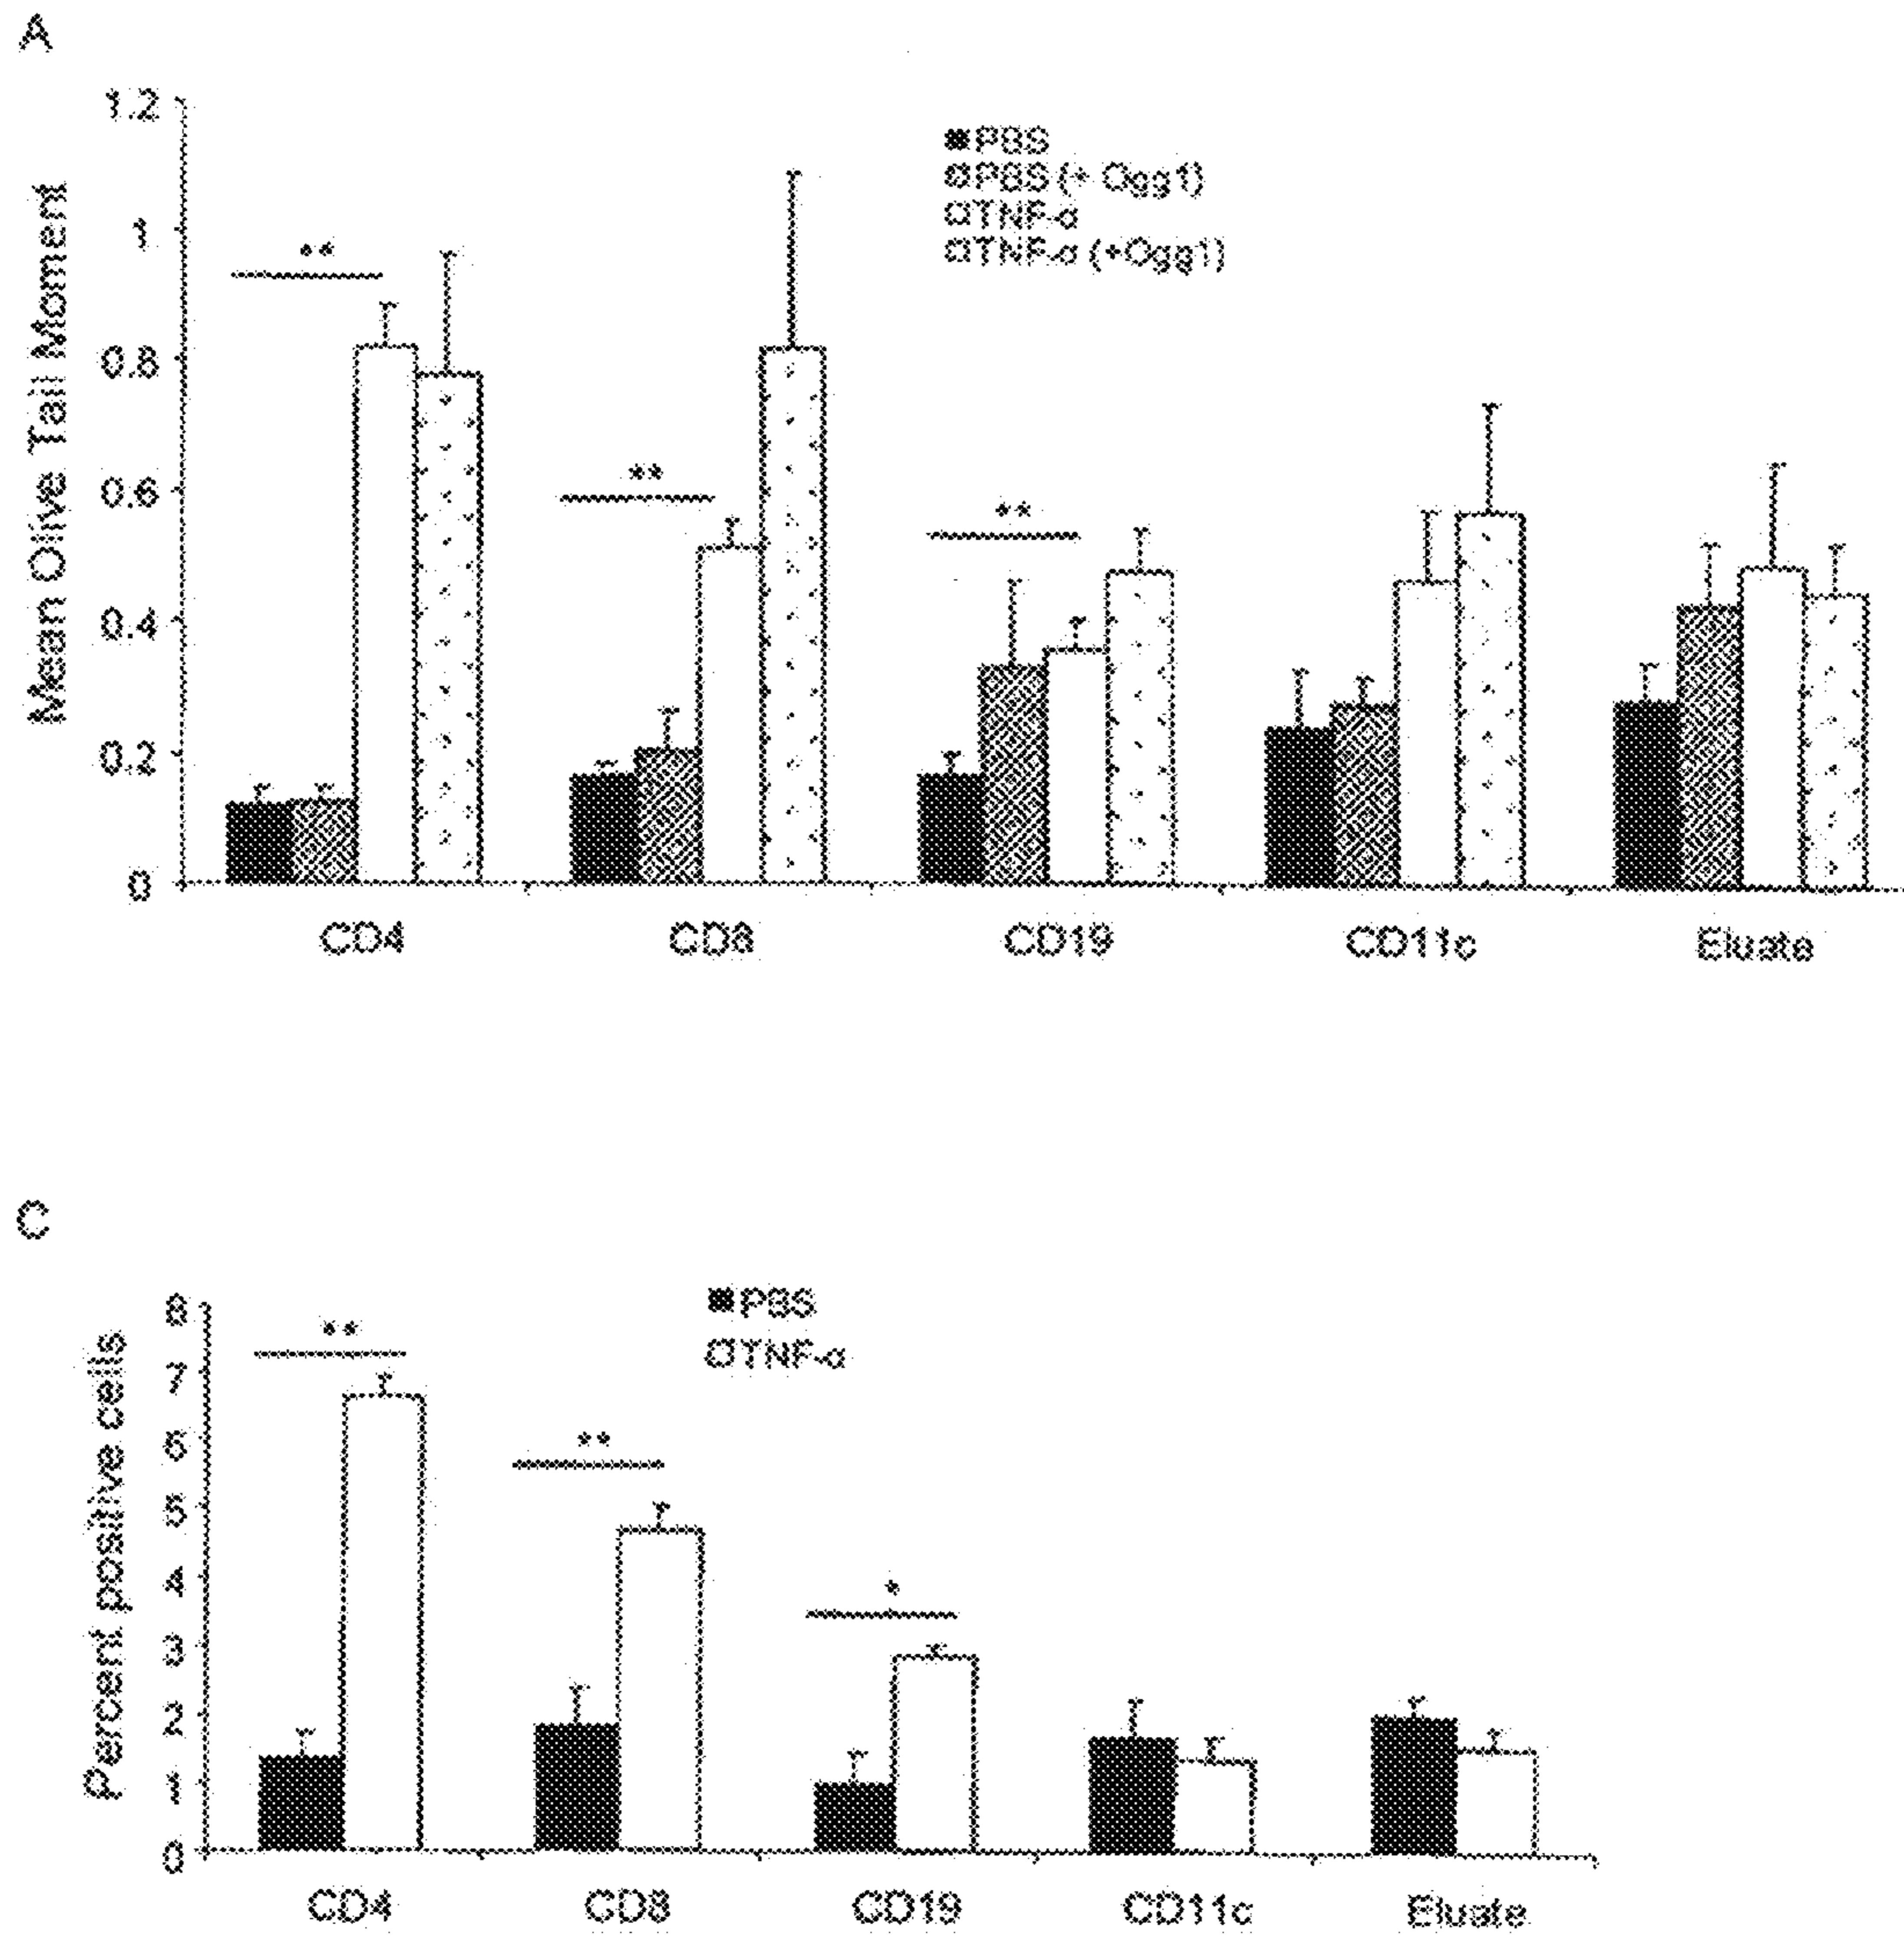 A
Mean Olive Tail Moment
1.2
1
0.8
0.6
0.4
0.2
0
PBS
PBS (+ Ogg1)
TNF-α
TNF-α (+Ogg1)
**
**
**
CD4 CD8 CD19 CD11c Eluate
C
Percent positive cells
8
7
6
5
4
3
2
1
0
PBS
TNF-α
**
**
*
CD4 CD8 CD19 CD11c Eluate